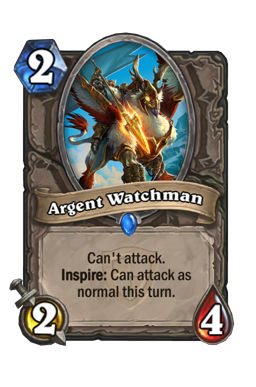 2
Argent Watchman
Can't attack.
Inspire: Can attack as
normal this turn.
2
4